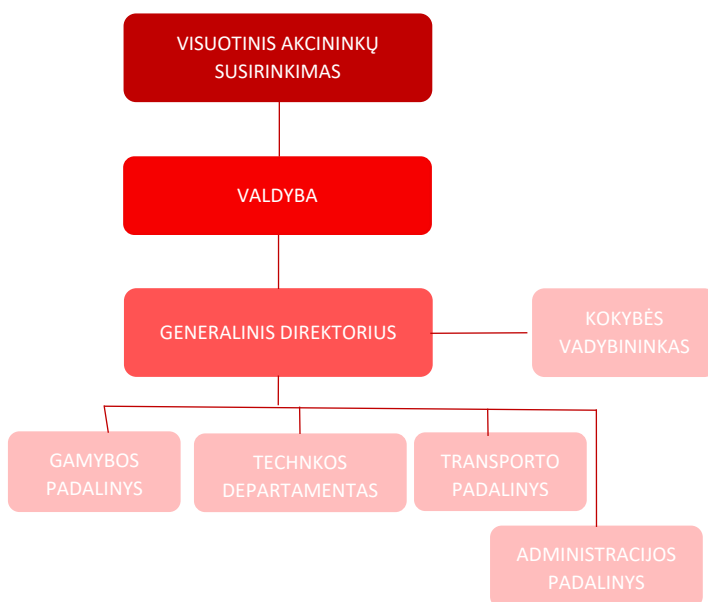 VISUOTINIS AKCININKŲ
SUSIRINKIMAS
VALDYBA
GENERALINIS DIREKTORIUS
KOKYBĖS
VADYBININKAS
GAMYBOS
PADALINYS
TECHNKOS
DEPARTAMENTAS
TRANSPORTO
PADALINYS
ADMINISTRACIJOS
PADALINYS